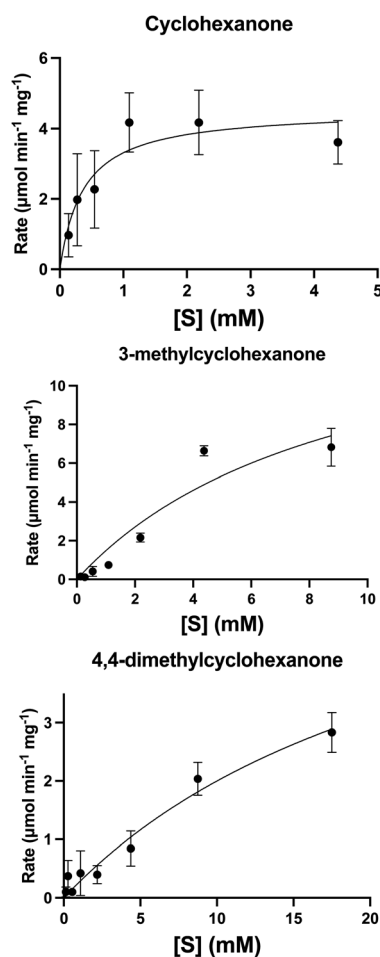 Cyclohexanone
Rate (µmol min⁻¹ mg⁻¹)
6
4
2
0
0 1 2 3 4 5
[S] (mM)
3-methylcyclohexanone
Rate (µmol min⁻¹ mg⁻¹)
10
8
6
4
2
0
0 2 4 6 8 10
[S] (mM)
4,4-dimethylcyclohexanone
Rate (µmol min⁻¹ mg⁻¹)
3
2
1
0
0 5 10 15 20
[S] (mM)